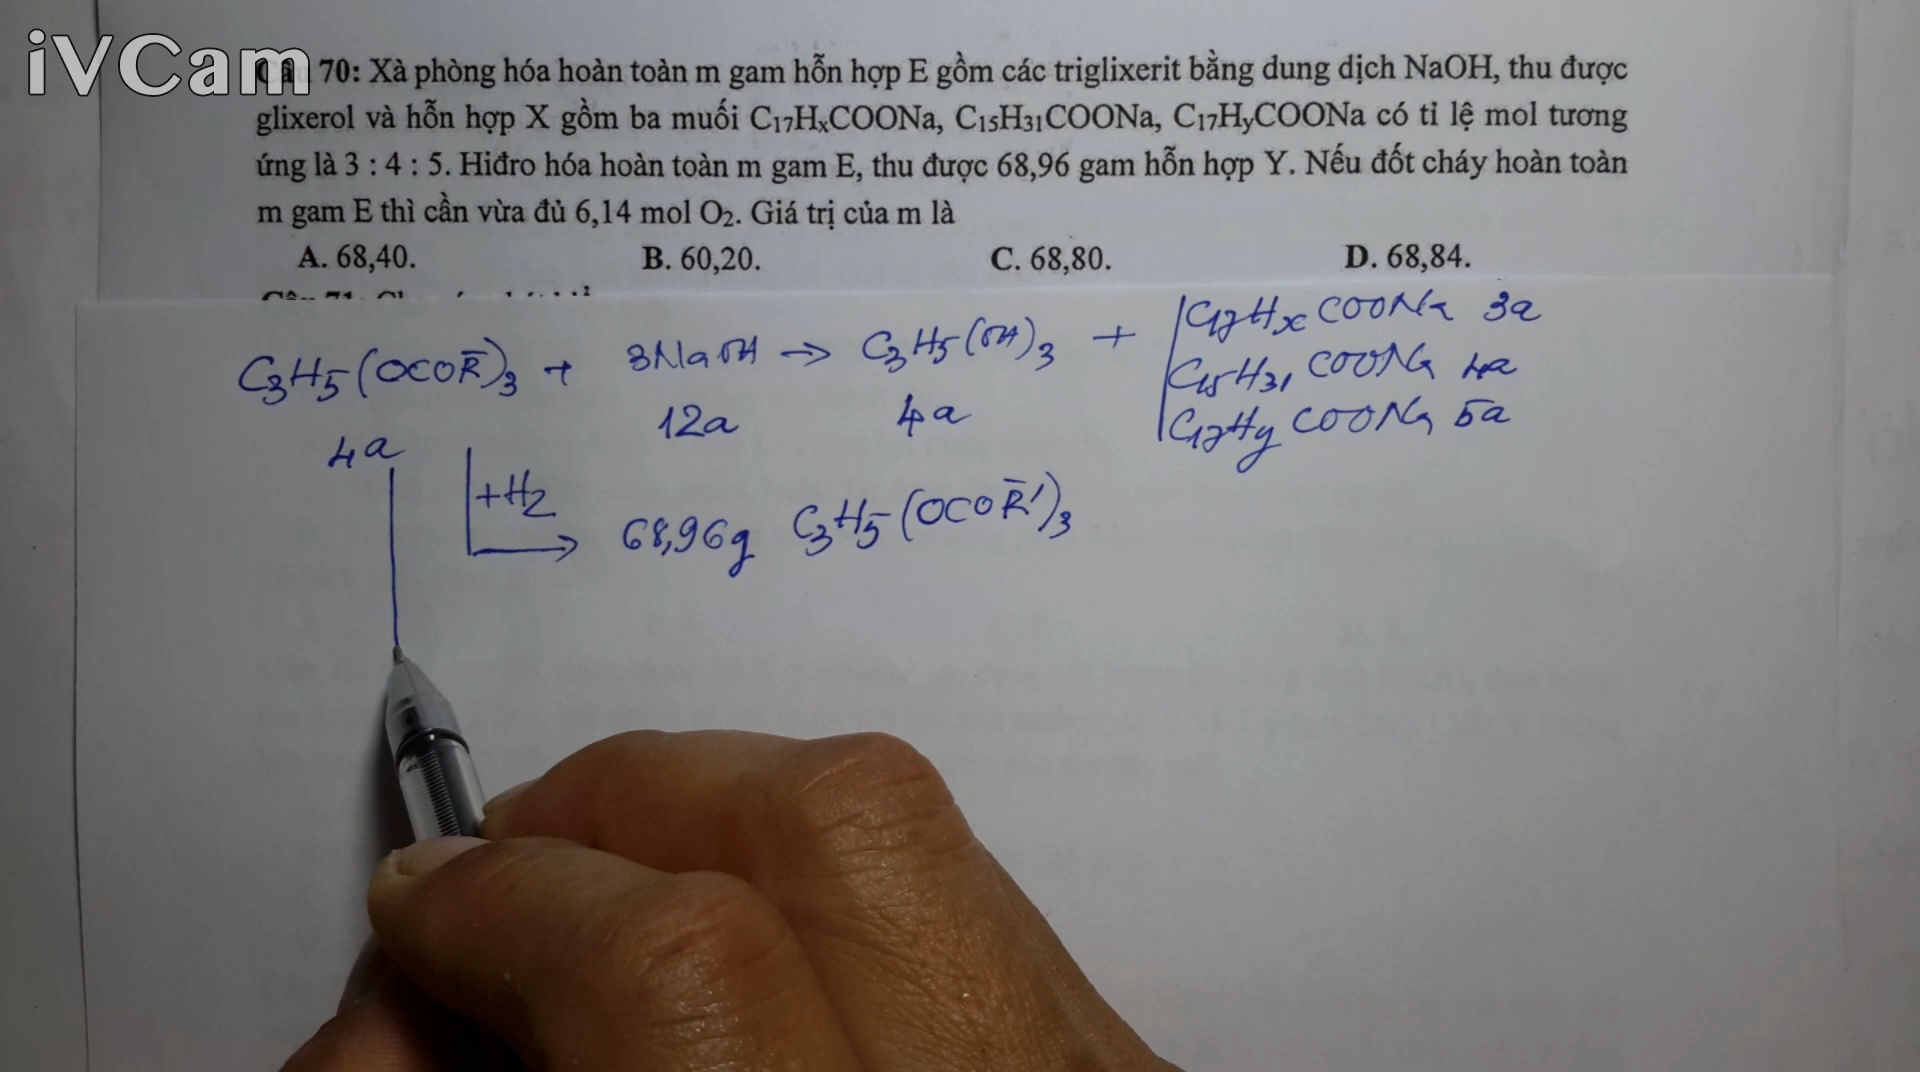 iVCam
Câu 70: Xà phòng hóa hoàn toàn m gam hỗn hợp E gồm các triglixerit bằng dung dịch NaOH, thu được
glixerol và hỗn hợp X gồm ba muối C₁₇HₓCOONa, C₁₅H₃₁COONa, C₁₇HyCOONa có tỉ lệ mol tương
ứng là 3 : 4 : 5. Hiđro hóa hoàn toàn m gam E, thu được 68,96 gam hỗn hợp Y. Nếu đốt cháy hoàn toàn
m gam E thì cần vừa đủ 6,14 mol O₂. Giá trị của m là
A. 68,40. B. 60,20. C. 68,80. D. 68,84.
C₃H₅(OCOR̄)₃ + 3NaOH → C₃H₅(OH)₃ + C₁₇HₓCOONa 3a
C₁₅H₃₁COONa 4a
C₁₇HyCOONa 5a
4a 12a 4a
+H₂ 68,96g C₃H₅(OCOR̄')₃